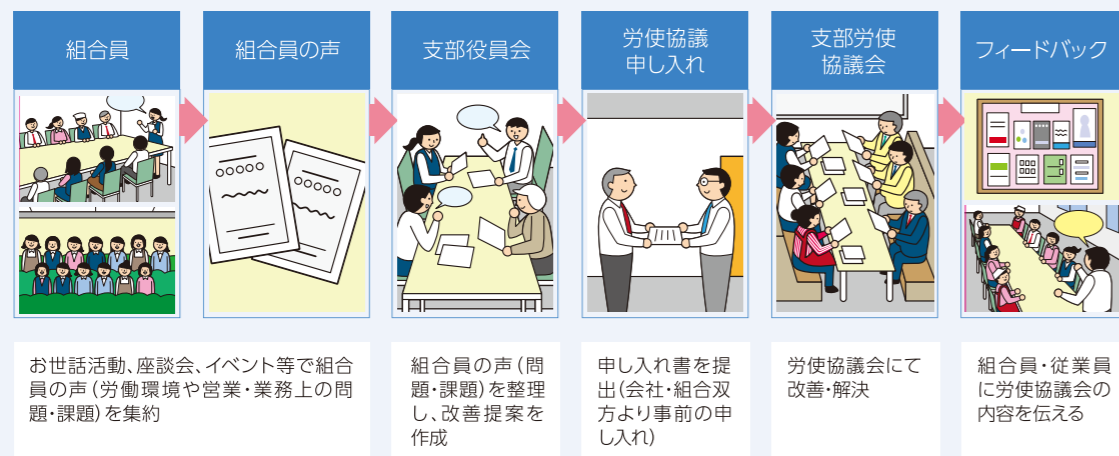 組合員
組合員の声
支部役員会
労使協議
申し入れ
支部労使
協議会
フィードバック
お世話活動、座談会、イベント等で組合
員の声(労働環境や営業・業務上の問
題・課題)を集約
組合員の声(問
題・課題)を整理
し、改善提案を
作成
申し入れ書を提
出(会社・組合双
方より事前の申
し入れ)
労使協議会にて
改善・解決
組合員・従業員
に労使協議会の
内容を伝える